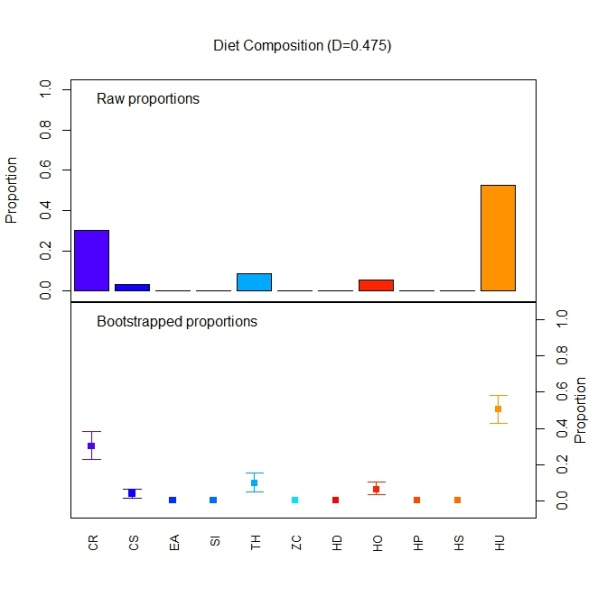 Diet Composition (D=0.475)
Raw proportions
Proportion
1.0
0.8
0.6
0.4
0.2
0.0
Bootstrapped proportions
Proportion
1.0
0.8
0.6
0.4
0.2
0.0
CR CS EA SI TH ZC HD HO HP HS HU